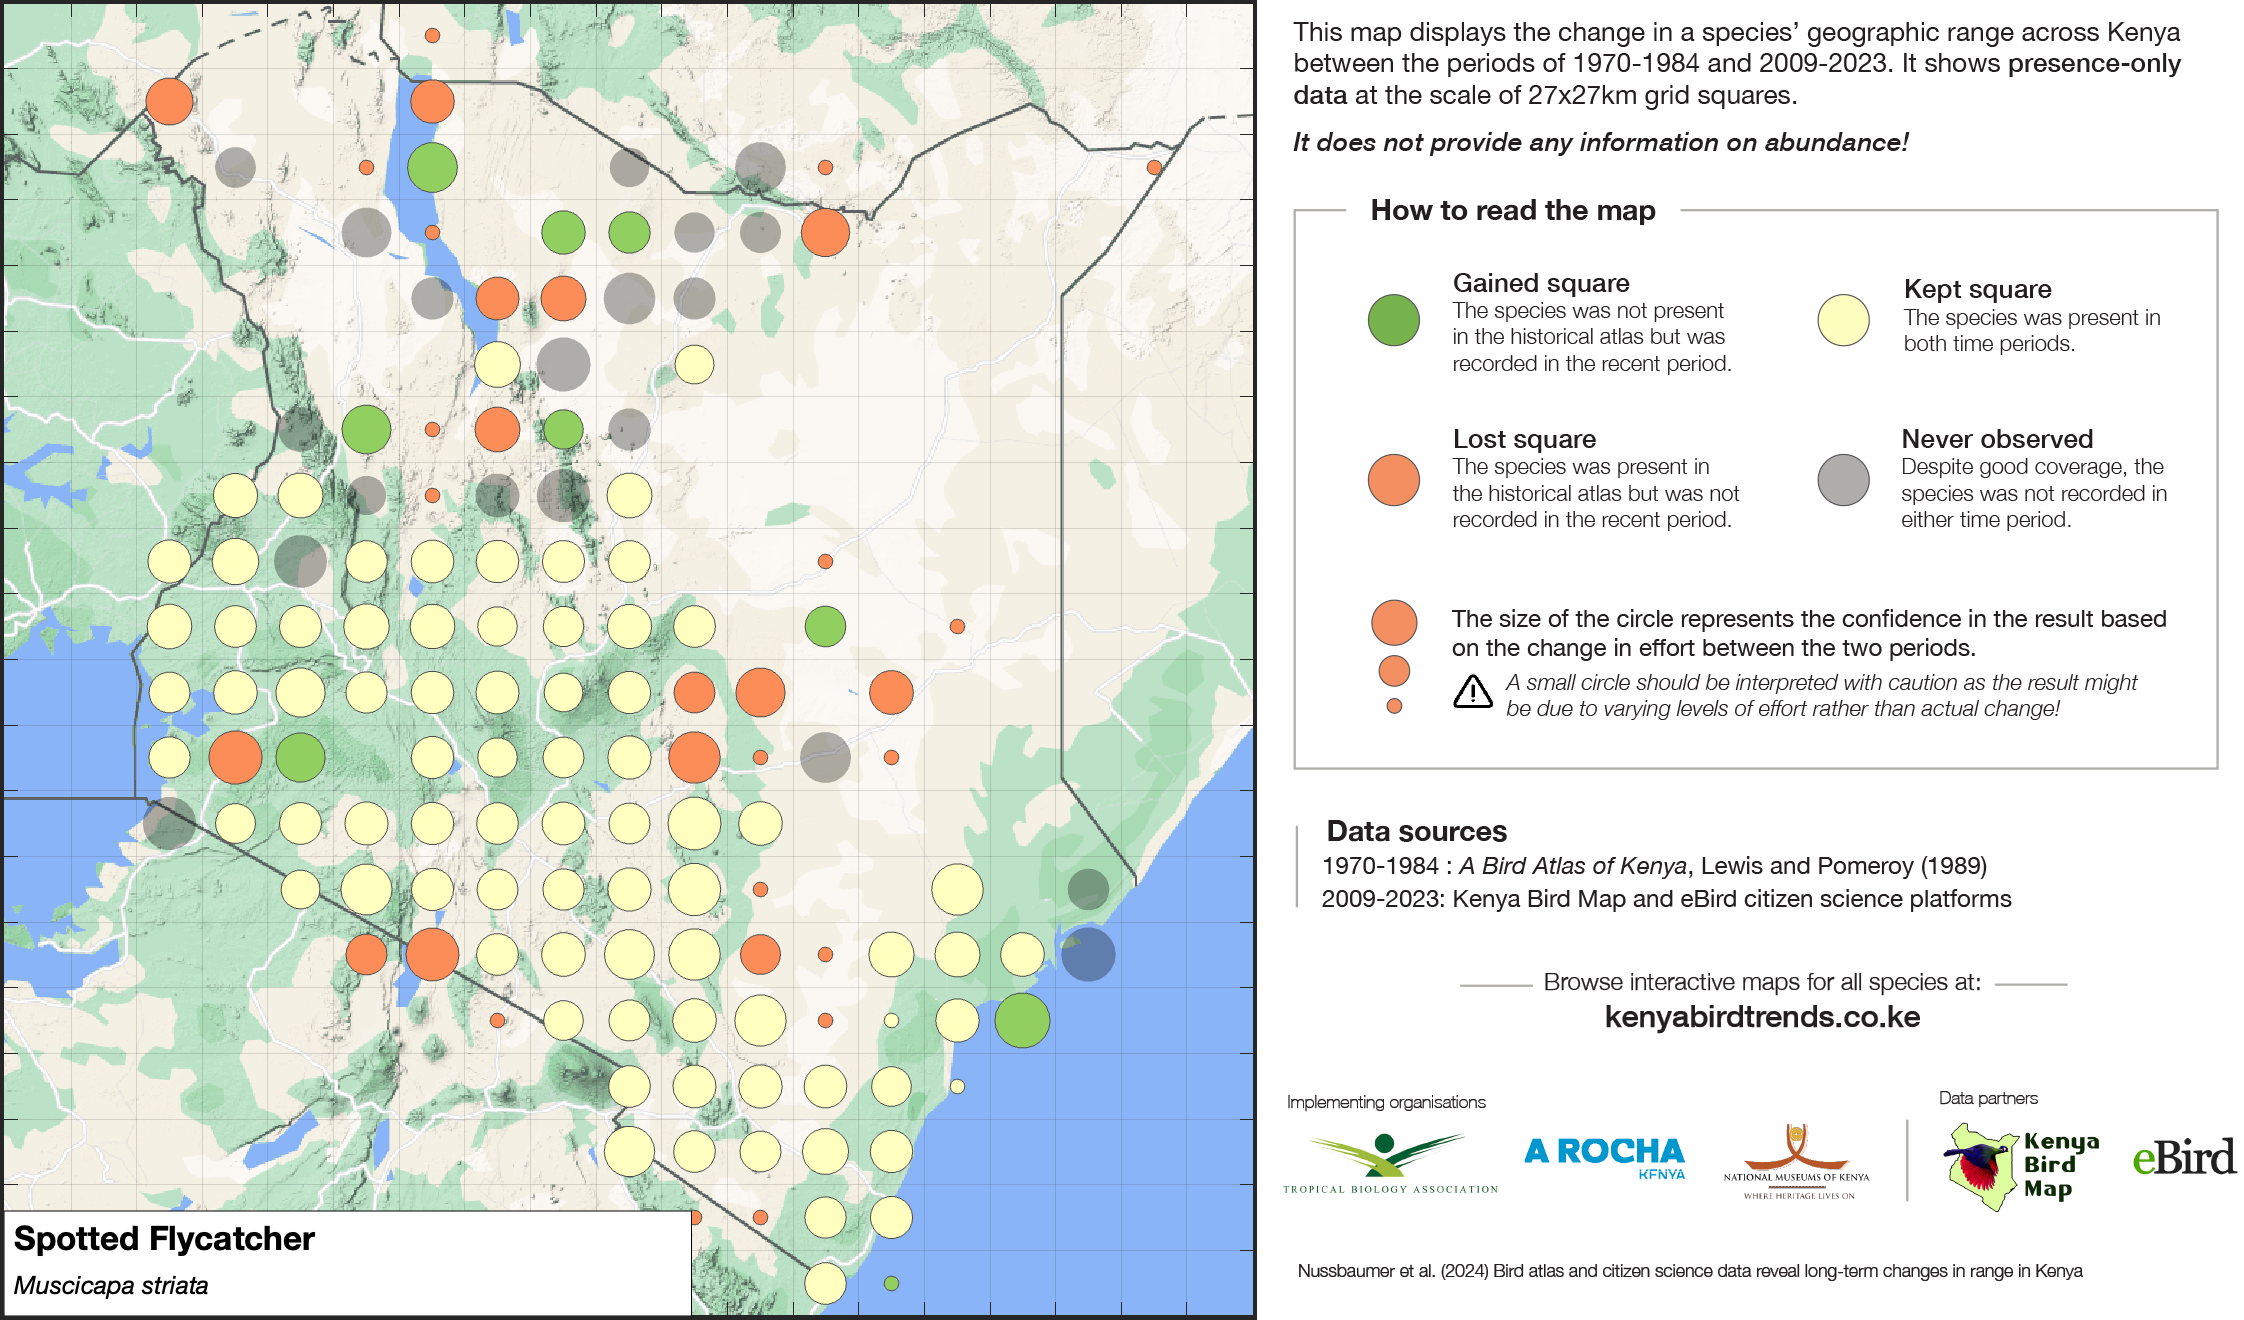 This map displays the change in a species’ geographic range across Kenya
between the periods of 1970-1984 and 2009-2023. It shows presence-only
data at the scale of 27x27km grid squares.
It does not provide any information on abundance!
How to read the map
Gained square
The species was not present
in the historical atlas but was
recorded in the recent period.
Kept square
The species was present in
both time periods.
Lost square
The species was present in
the historical atlas but was not
recorded in the recent period.
Never observed
Despite good coverage, the
species was not recorded in
either time period.
The size of the circle represents the confidence in the result based
on the change in effort between the two periods.
A small circle should be interpreted with caution as the result might
be due to varying levels of effort rather than actual change!
Data sources
1970-1984 : A Bird Atlas of Kenya, Lewis and Pomeroy (1989)
2009-2023: Kenya Bird Map and eBird citizen science platforms
Browse interactive maps for all species at:
kenyabirdtrends.co.ke
Implementing organisations
Data partners
TROPICAL BIOLOGY ASSOCIATION
A ROCHA
KENYA
NATIONAL MUSEUMS OF KENYA
WHERE HERITAGE LIVES ON
Kenya
Bird
Map
eBird
Spotted Flycatcher
Muscicapa striata
Nussbaumer et al. (2024) Bird atlas and citizen science data reveal long-term changes in range in Kenya